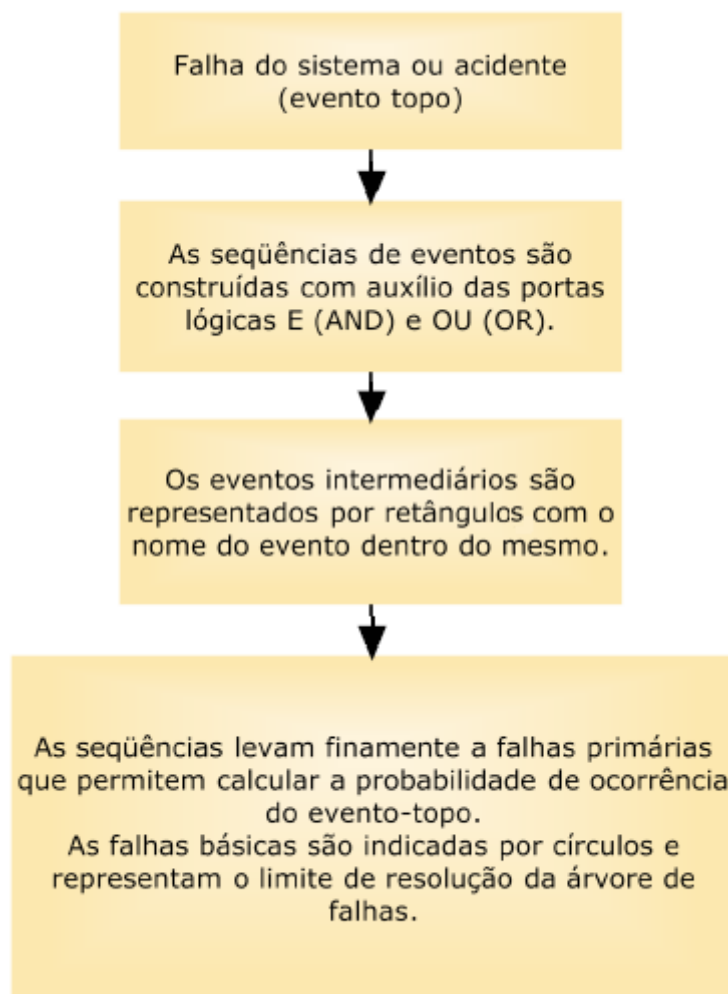 Falha do sistema ou acidente
(evento topo)
As seqüências de eventos são
construídas com auxílio das portas
lógicas E (AND) e OU (OR).
Os eventos intermediários são
representados por retângulos com o
nome do evento dentro do mesmo.
As seqüências levam finamente a falhas primárias
que permitem calcular a probabilidade de ocorrência
do evento-topo.
As falhas básicas são indicadas por círculos e
representam o limite de resolução da árvore de
falhas.